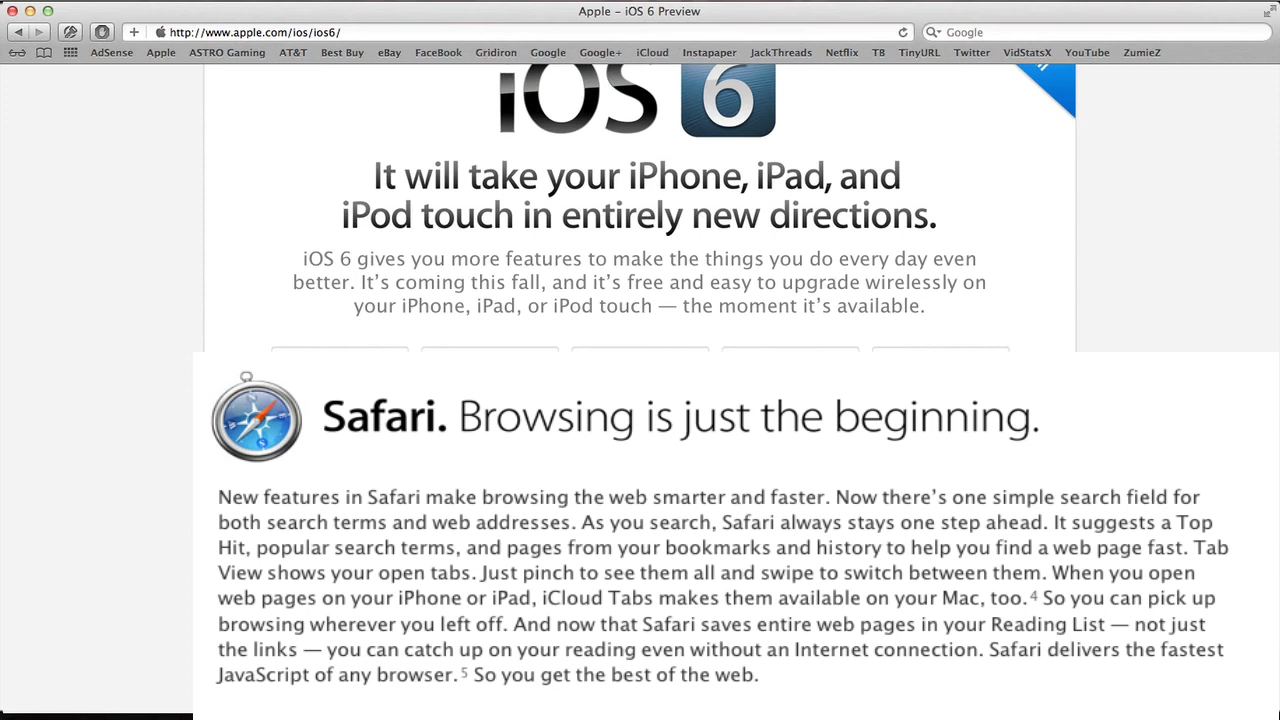 Apple – iOS 6 Preview
http://www.apple.com/ios/ios6/
Google
AdSense Apple ASTRO Gaming AT&T Best Buy eBay FaceBook Gridiron Google Google+ iCloud Instapaper JackThreads Netflix TB TinyURL Twitter VidStatsX YouTube ZumieZ
iOS 6
It will take your iPhone, iPad, and
iPod touch in entirely new directions.
iOS 6 gives you more features to make the things you do every day even
better. It’s coming this fall, and it’s free and easy to upgrade wirelessly on
your iPhone, iPad, or iPod touch — the moment it’s available.
Safari. Browsing is just the beginning.
New features in Safari make browsing the web smarter and faster. Now there’s one simple search field for
both search terms and web addresses. As you search, Safari always stays one step ahead. It suggests a Top
Hit, popular search terms, and pages from your bookmarks and history to help you find a web page fast. Tab
View shows your open tabs. Just pinch to see them all and swipe to switch between them. When you open
web pages on your iPhone or iPad, iCloud Tabs makes them available on your Mac, too.4 So you can pick up
browsing wherever you left off. And now that Safari saves entire web pages in your Reading List — not just
the links — you can catch up on your reading even without an Internet connection. Safari delivers the fastest
JavaScript of any browser.5 So you get the best of the web.